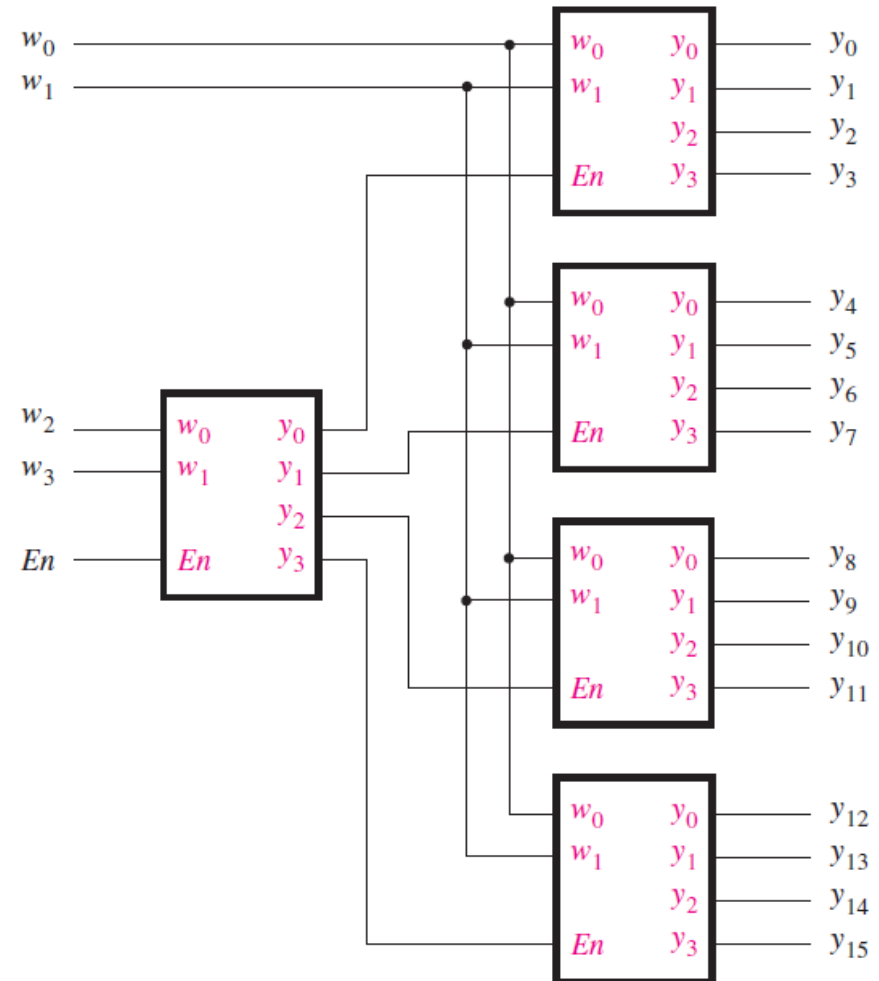 w0 w0 y0 y0
w1 w1 y1 y1
y2 y2
En y3 y3
w0 y0 y4
w1 y1 y5
y2 y6
En y3 y7
w2 w0 y0
w3 w1 y1
y2
En En y3
w0 y0 y8
w1 y1 y9
y2 y10
En y3 y11
w0 y0 y12
w1 y1 y13
y2 y14
En y3 y15